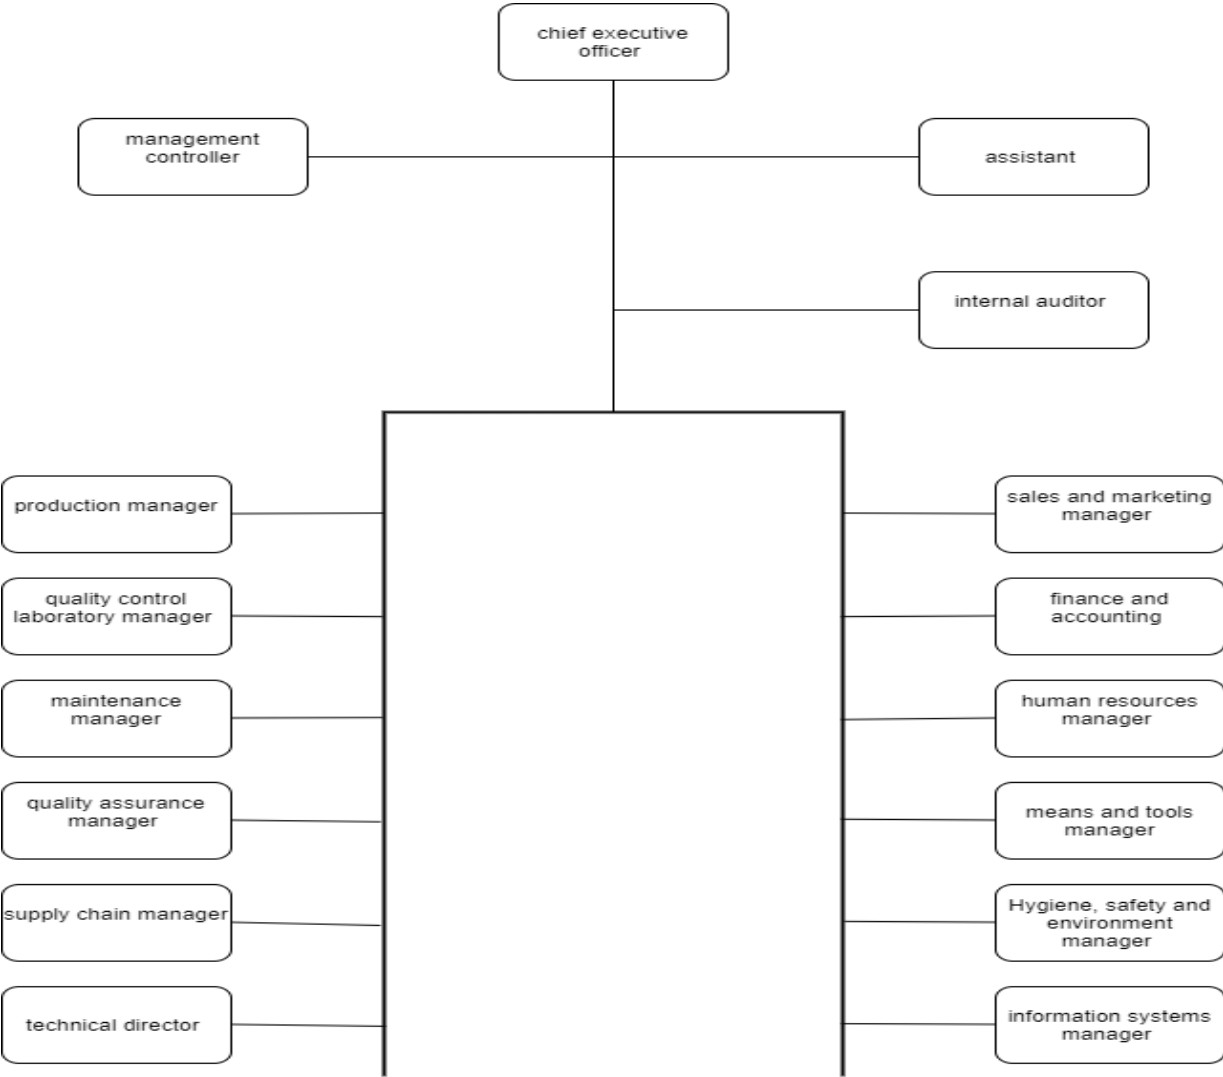 chief executive
officer
management
controller
assistant
internal auditor
production manager
quality control
laboratory manager
maintenance
manager
quality assurance
manager
supply chain manager
technical director
sales and marketing
manager
finance and
accounting
human resources
manager
means and tools
manager
Hygiene, safety and
environment
manager
information systems
manager